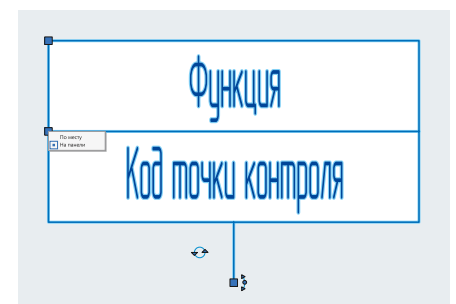 Функция
По месту
На панели
Код точки контроля